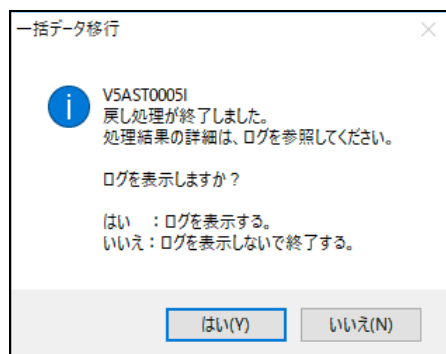 一括データ移行
V5AST0005I
戻し処理が終了しました。
処理結果の詳細は、ログを参照してください。
ログを表示しますか？
はい　：ログを表示する。
いいえ：ログを表示しないで終了する。
はい(Y)
いいえ(N)